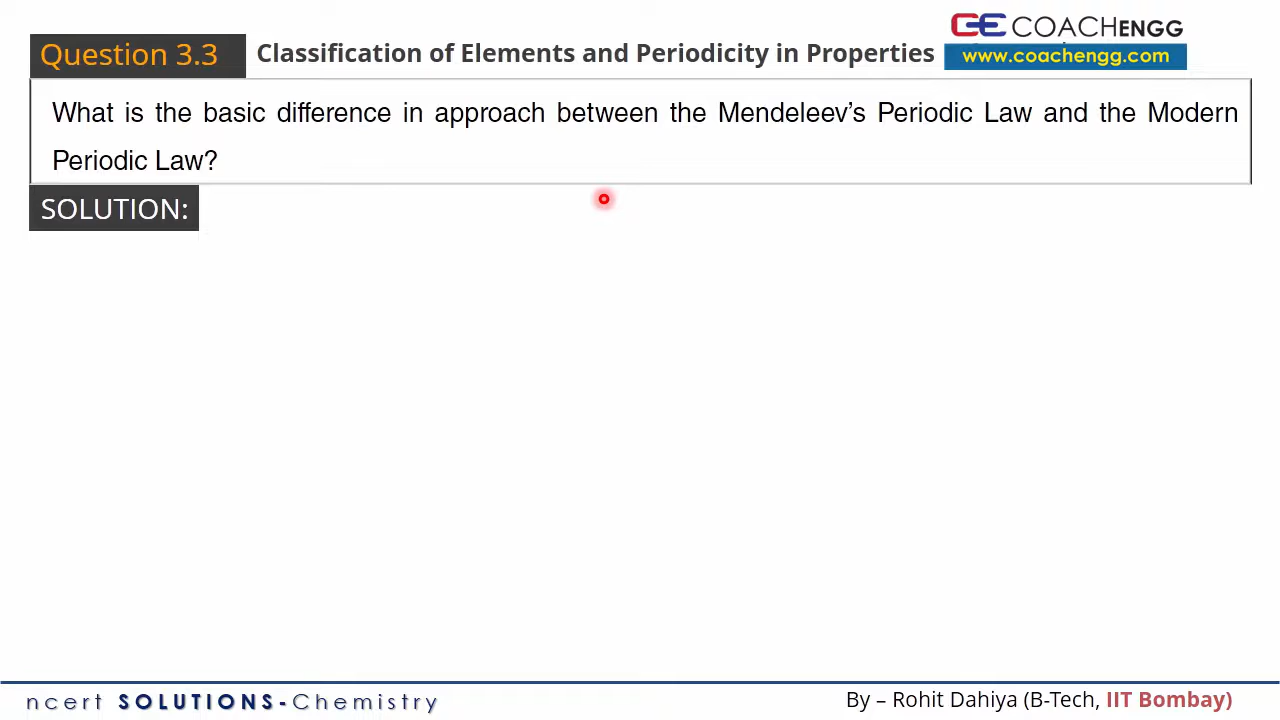 Question 3.3
Classification of Elements and Periodicity in Properties
COACHENGG
www.coachengg.com
What is the basic difference in approach between the Mendeleev’s Periodic Law and the Modern
Periodic Law?
SOLUTION:
ncert SOLUTIONS-Chemistry
By – Rohit Dahiya (B-Tech, IIT Bombay)